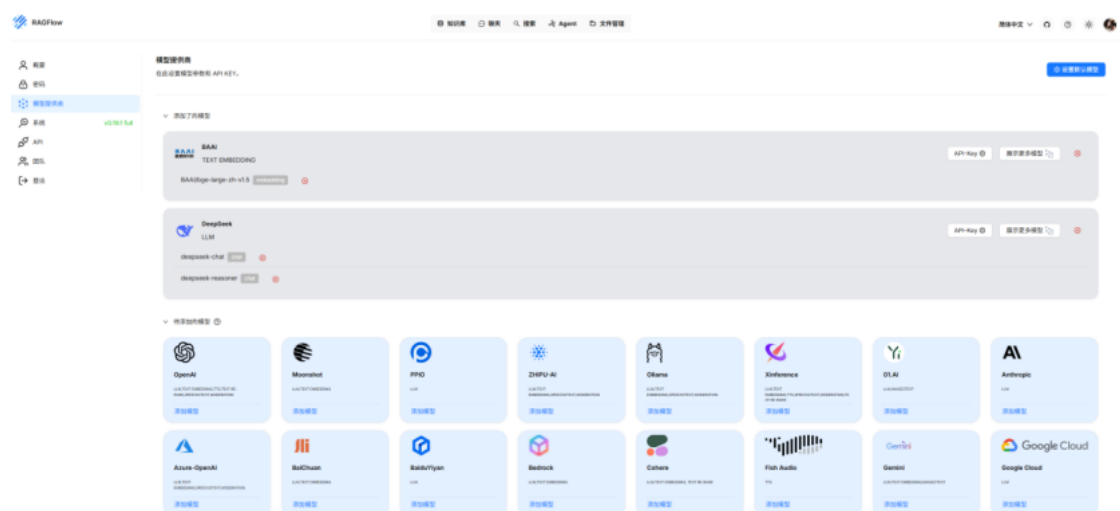 RAGFlow
知识库 聊天 搜索 Agent 文件管理
简体中文
概要
密码
模型提供商
系统 v0.19.1 full
API
团队
登出
模型提供商
在此设置模型参数和 API KEY。
设置默认模型
添加了的模型
BAAI
TEXT EMBEDDING
API-Key 展示更多模型
BAAI/bge-large-zh-v1.5 embedding
DeepSeek
LLM
API-Key 展示更多模型
deepseek-chat chat
deepseek-reasoner chat
待添加的模型
OpenAI Moonshot PPIO ZHIPU-AI Ollama Xinference 01.AI Anthropic
添加模型 添加模型 添加模型 添加模型 添加模型 添加模型 添加模型 添加模型
Gemini Google Cloud
Azure-OpenAI BaiChuan BaiduYiyan Bedrock Cohere Fish Audio Gemini Google Cloud
添加模型 添加模型 添加模型 添加模型 添加模型 添加模型 添加模型 添加模型